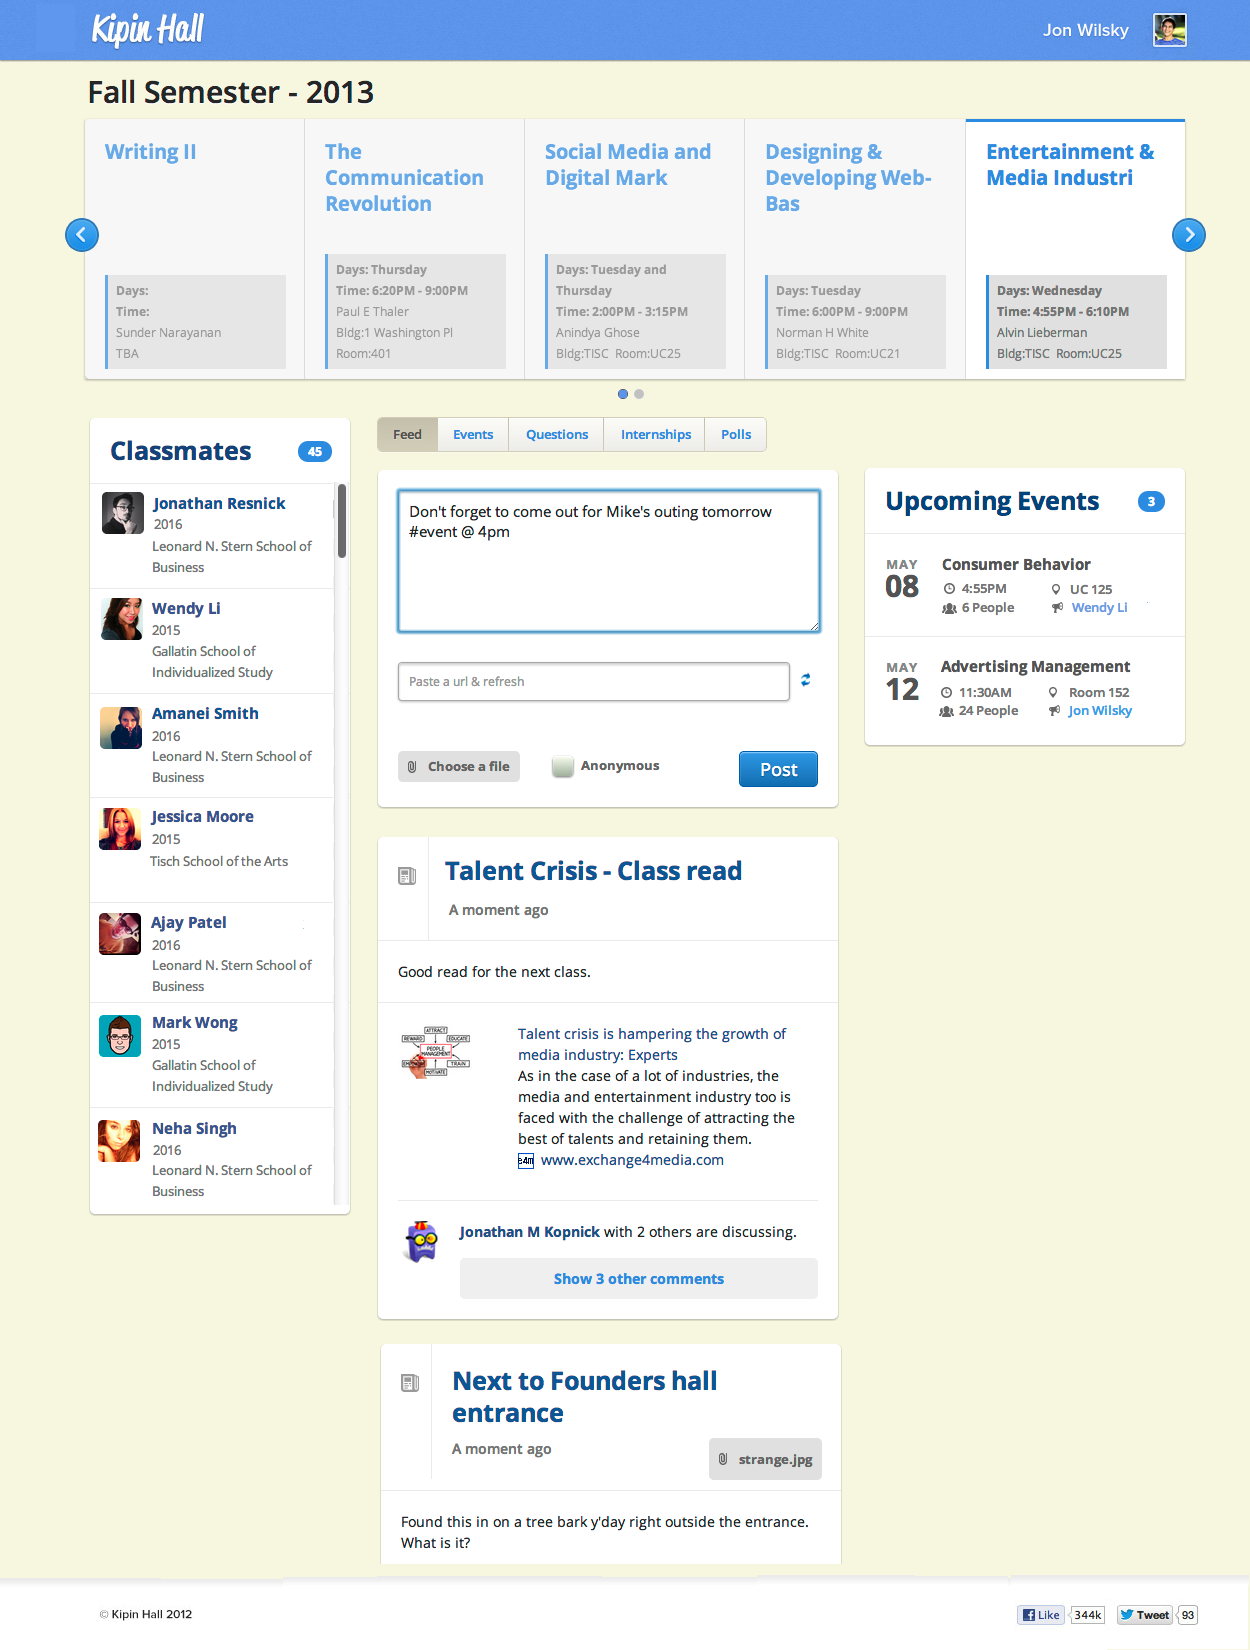 Kipin Hall
Jon Wilsky
Fall Semester - 2013
Writing II
Days:
Time:
Sunder Narayanan
TBA
The
Communication
Revolution
Days: Thursday
Time: 6:20PM - 9:00PM
Paul E Thaler
Bldg:1 Washington Pl
Room:401
Social Media and
Digital Mark
Days: Tuesday and
Thursday
Time: 2:00PM - 3:15PM
Anindya Ghose
Bldg:TISC Room:UC25
Designing &
Developing Web-
Bas
Days: Tuesday
Time: 6:00PM - 9:00PM
Norman H White
Bldg:TISC Room:UC21
Entertainment &
Media Industri
Days: Wednesday
Time: 4:55PM - 6:10PM
Alvin Lieberman
Bldg:TISC Room:UC25
Classmates 45
Jonathan Resnick
2016
Leonard N. Stern School of
Business
Wendy Li
2015
Gallatin School of
Individualized Study
Amanei Smith
2016
Leonard N. Stern School of
Business
Jessica Moore
2015
Tisch School of the Arts
Ajay Patel
2016
Leonard N. Stern School of
Business
Mark Wong
2015
Gallatin School of
Individualized Study
Neha Singh
2016
Leonard N. Stern School of
Business
Feed Events Questions Internships Polls
Don't forget to come out for Mike's outing tomorrow
#event @ 4pm
Paste a url & refresh
Choose a file Anonymous Post
Talent Crisis - Class read
A moment ago
Good read for the next class.
ATTRACT
REWARD EDUCATE
PEOPLE
MANAGEMENT
TRAIN
MOTIVATE
Talent crisis is hampering the growth of
media industry: Experts
As in the case of a lot of industries, the
media and entertainment industry too is
faced with the challenge of attracting the
best of talents and retaining them.
e4m www.exchange4media.com
Jonathan M Kopnick with 2 others are discussing.
Show 3 other comments
Next to Founders hall
entrance
A moment ago
strange.jpg
Found this in on a tree bark y'day right outside the entrance.
What is it?
Upcoming Events 3
MAY
08
Consumer Behavior
4:55PM UC 125
6 People Wendy Li
MAY
12
Advertising Management
11:30AM Room 152
24 People Jon Wilsky
© Kipin Hall 2012
Like 344k Tweet 93